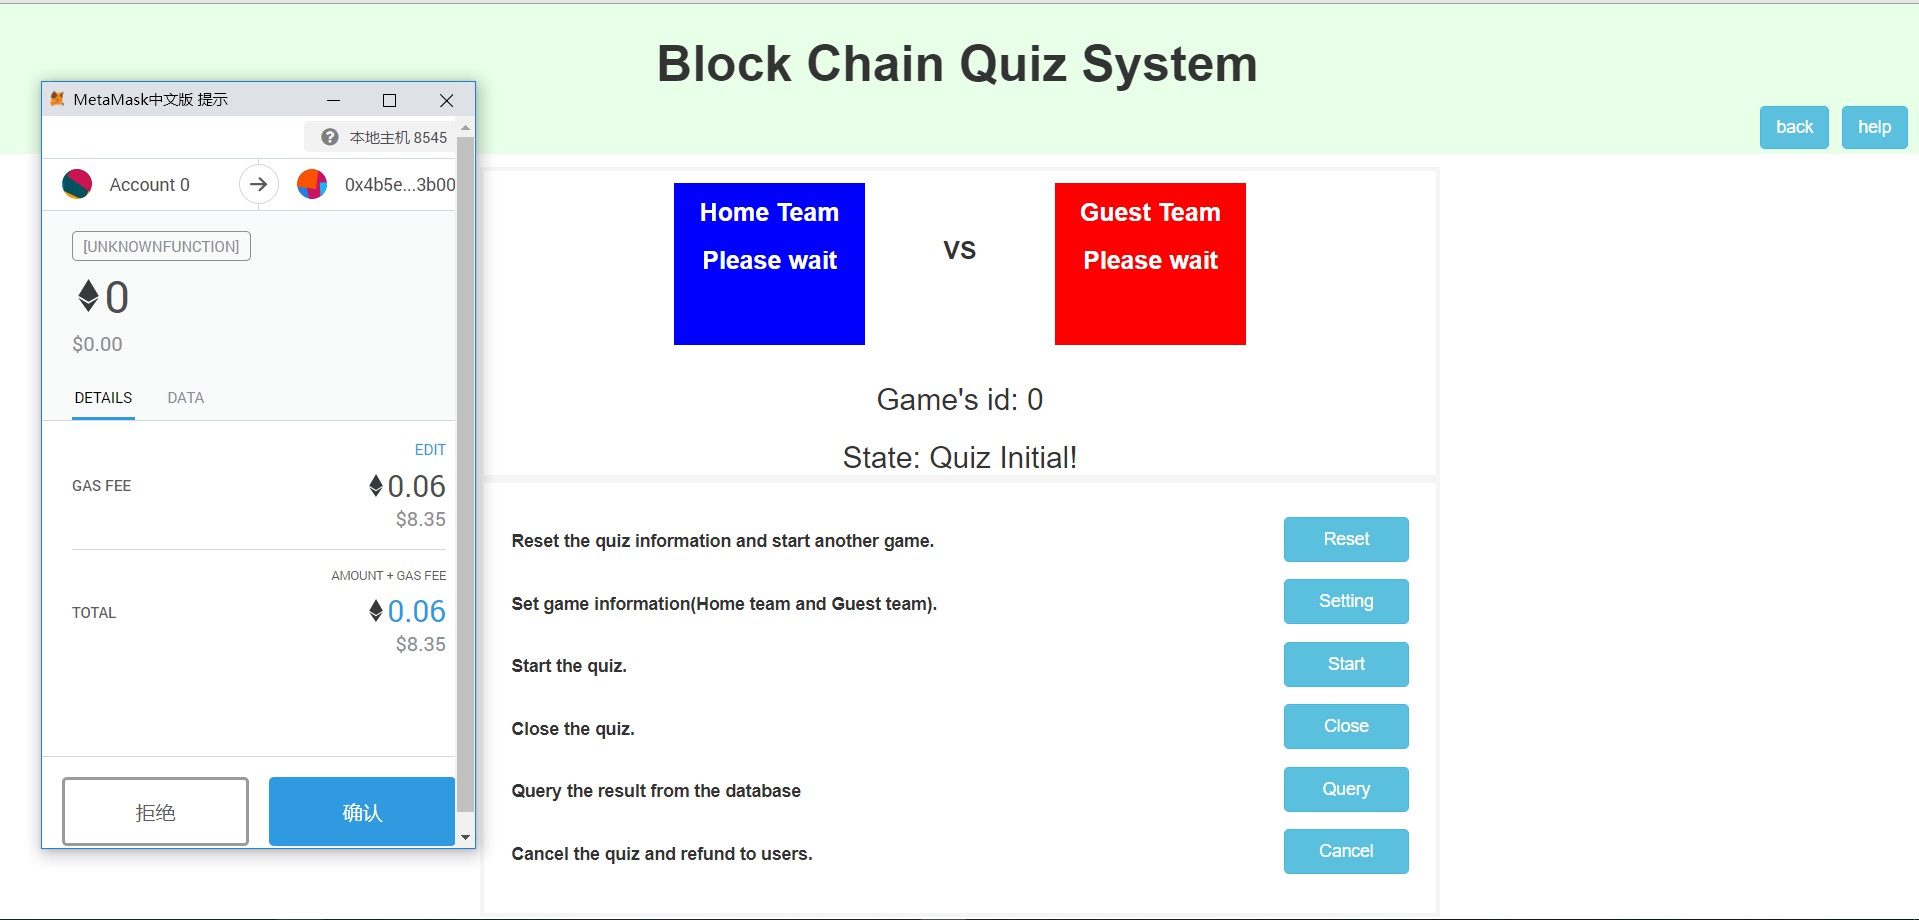 Block Chain Quiz System
back
help
MetaMask中文版 提示
本地主机 8545
Account 0
0x4b5e...3b00
[UNKNOWNFUNCTION]
0
$0.00
DETAILS
DATA
EDIT
GAS FEE
0.06
$8.35
AMOUNT + GAS FEE
TOTAL
0.06
$8.35
拒绝
确认
Home Team
Please wait
VS
Guest Team
Please wait
Game's id: 0
State: Quiz Initial!
Reset the quiz information and start another game.
Reset
Set game information(Home team and Guest team).
Setting
Start the quiz.
Start
Close the quiz.
Close
Query the result from the database
Query
Cancel the quiz and refund to users.
Cancel